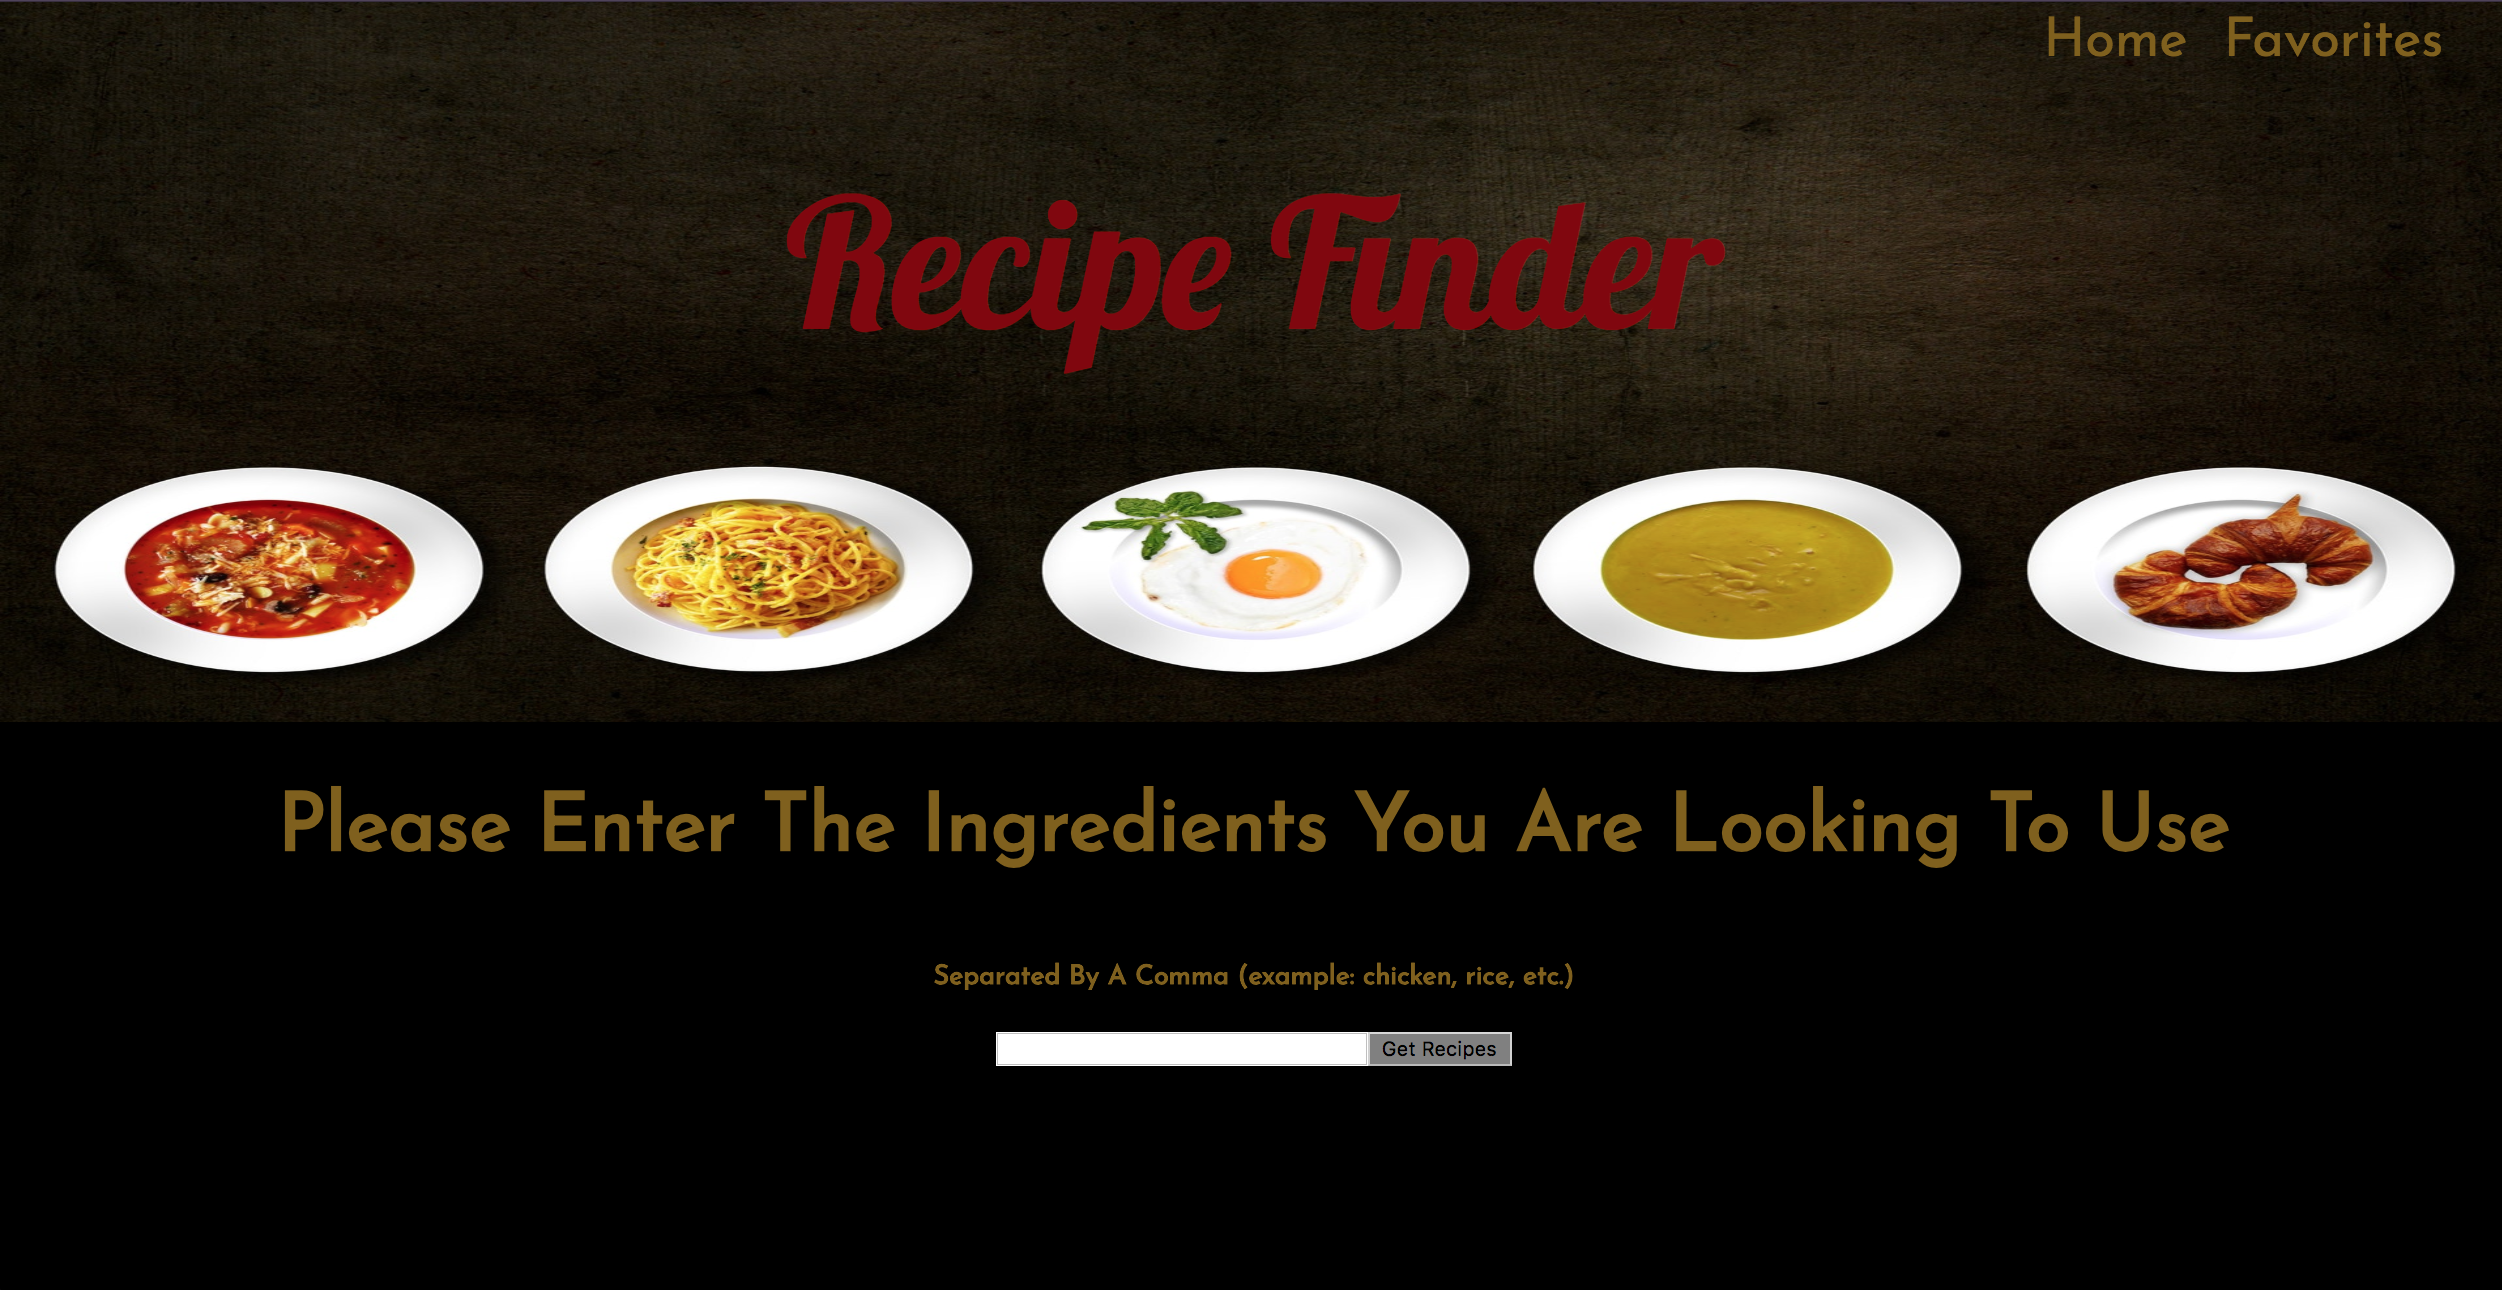 Home Favorites
Recipe Finder
Please Enter The Ingredients You Are Looking To Use
Separated By A Comma (example: chicken, rice, etc.)
Get Recipes